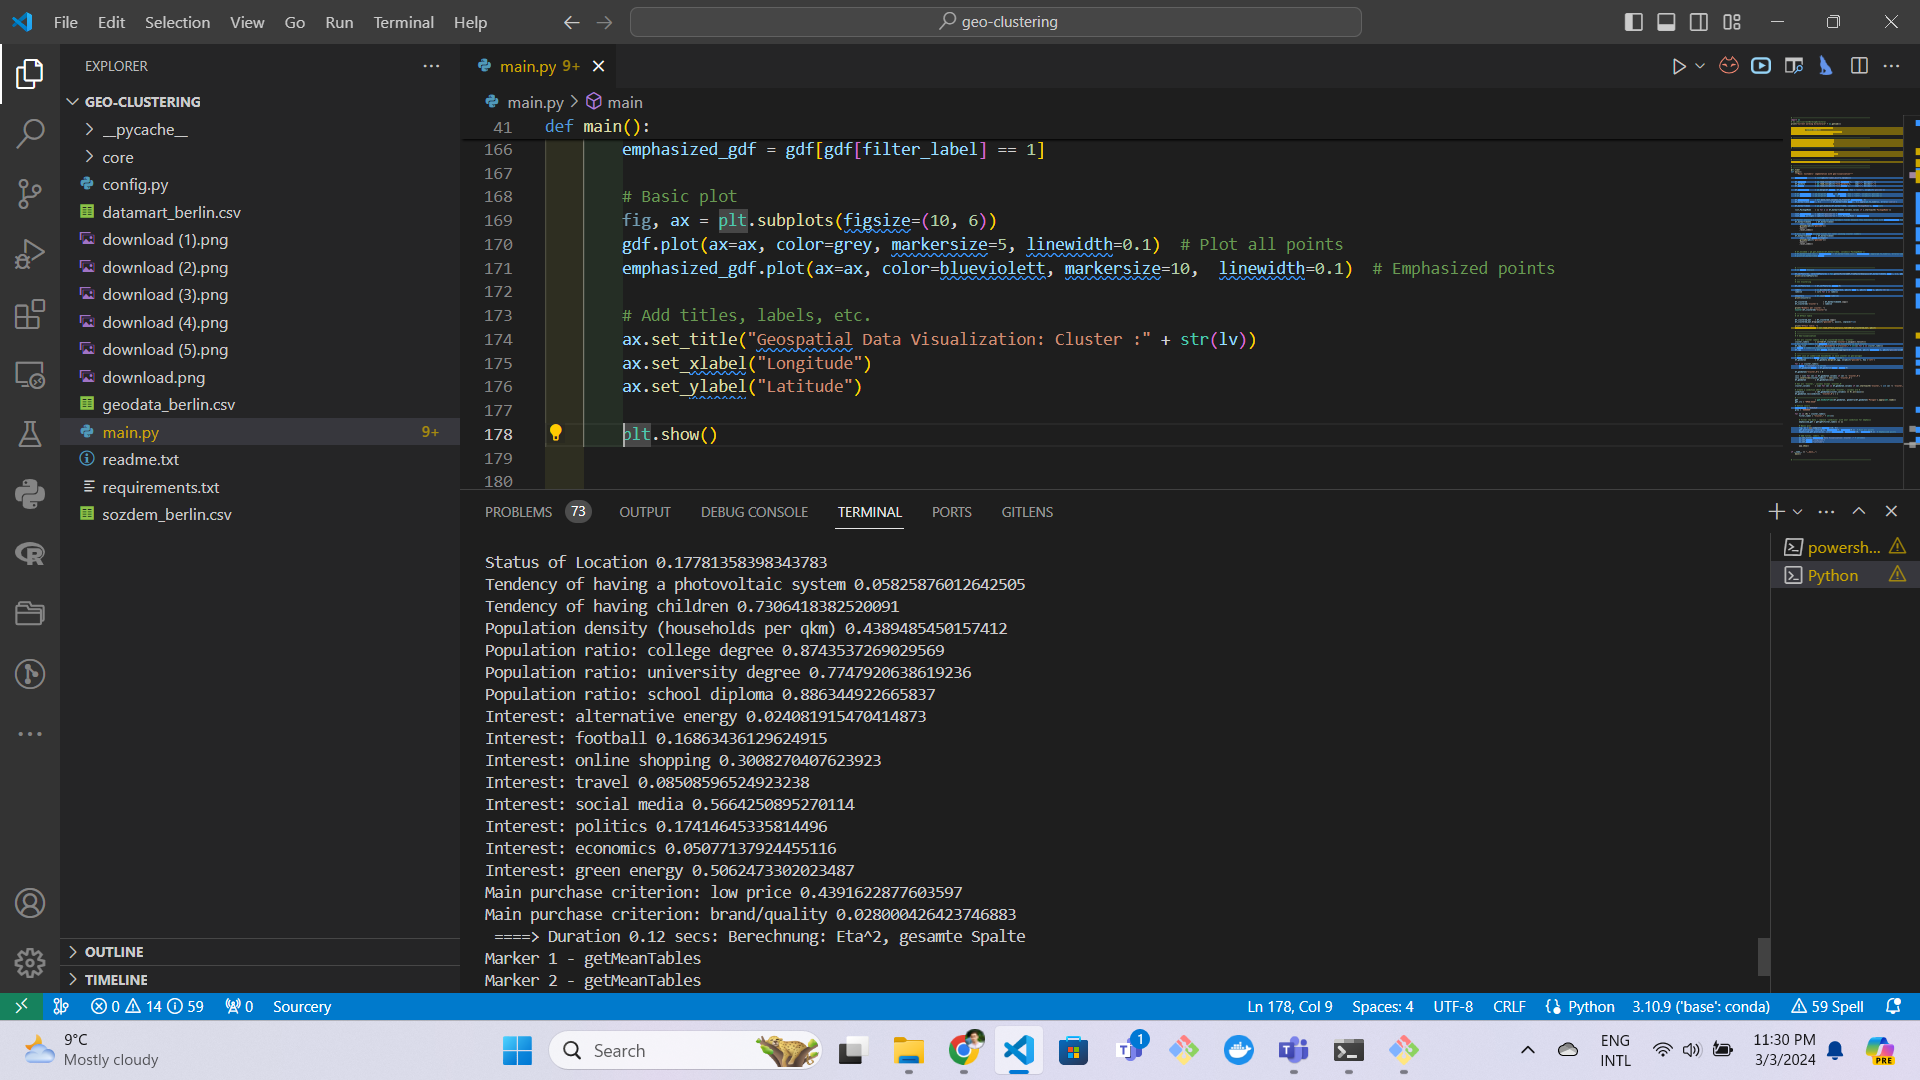 File Edit Selection View Go Run Terminal Help
geo-clustering
EXPLORER
main.py 9+
GEO-CLUSTERING
__pycache__
core
config.py
datamart_berlin.csv
download (1).png
download (2).png
download (3).png
download (4).png
download (5).png
download.png
geodata_berlin.csv
main.py 9+
readme.txt
requirements.txt
sozdem_berlin.csv
OUTLINE
TIMELINE
main.py > main
41 def main():
166 emphasized_gdf = gdf[gdf[filter_label] == 1]
167
168 # Basic plot
169 fig, ax = plt.subplots(figsize=(10, 6))
170 gdf.plot(ax=ax, color=grey, markersize=5, linewidth=0.1)  # Plot all points
171 emphasized_gdf.plot(ax=ax, color=blueviolett, markersize=10,  linewidth=0.1)  # Emphasized points
172
173 # Add titles, labels, etc.
174 ax.set_title("Geospatial Data Visualization: Cluster :" + str(lv))
175 ax.set_xlabel("Longitude")
176 ax.set_ylabel("Latitude")
177
178 plt.show()
179
180
PROBLEMS 73 OUTPUT DEBUG CONSOLE TERMINAL PORTS GITLENS
Status of Location 0.17781358398343783
Tendency of having a photovoltaic system 0.05825876012642505
Tendency of having children 0.7306418382520091
Population density (households per qkm) 0.4389485450157412
Population ratio: college degree 0.8743537269029569
Population ratio: university degree 0.7747920638619236
Population ratio: school diploma 0.886344922665837
Interest: alternative energy 0.024081915470414873
Interest: football 0.16863436129624915
Interest: online shopping 0.3008270407623923
Interest: travel 0.08508596524923238
Interest: social media 0.5664250895270114
Interest: politics 0.17414645335814496
Interest: economics 0.05077137924455116
Interest: green energy 0.5062473302023487
Main purchase criterion: low price 0.4391622877603597
Main purchase criterion: brand/quality 0.028000426423746883
====> Duration 0.12 secs: Berechnung: Eta^2, gesamte Spalte
Marker 1 - getMeanTables
Marker 2 - getMeanTables
powersh...
Python
0 14 59 0 Sourcery
Ln 178, Col 9 Spaces: 4 UTF-8 CRLF Python 3.10.9 ('base': conda) 59 Spell
9°C
Mostly cloudy
Search
1
ENG
INTL
11:30 PM
3/3/2024
PRE